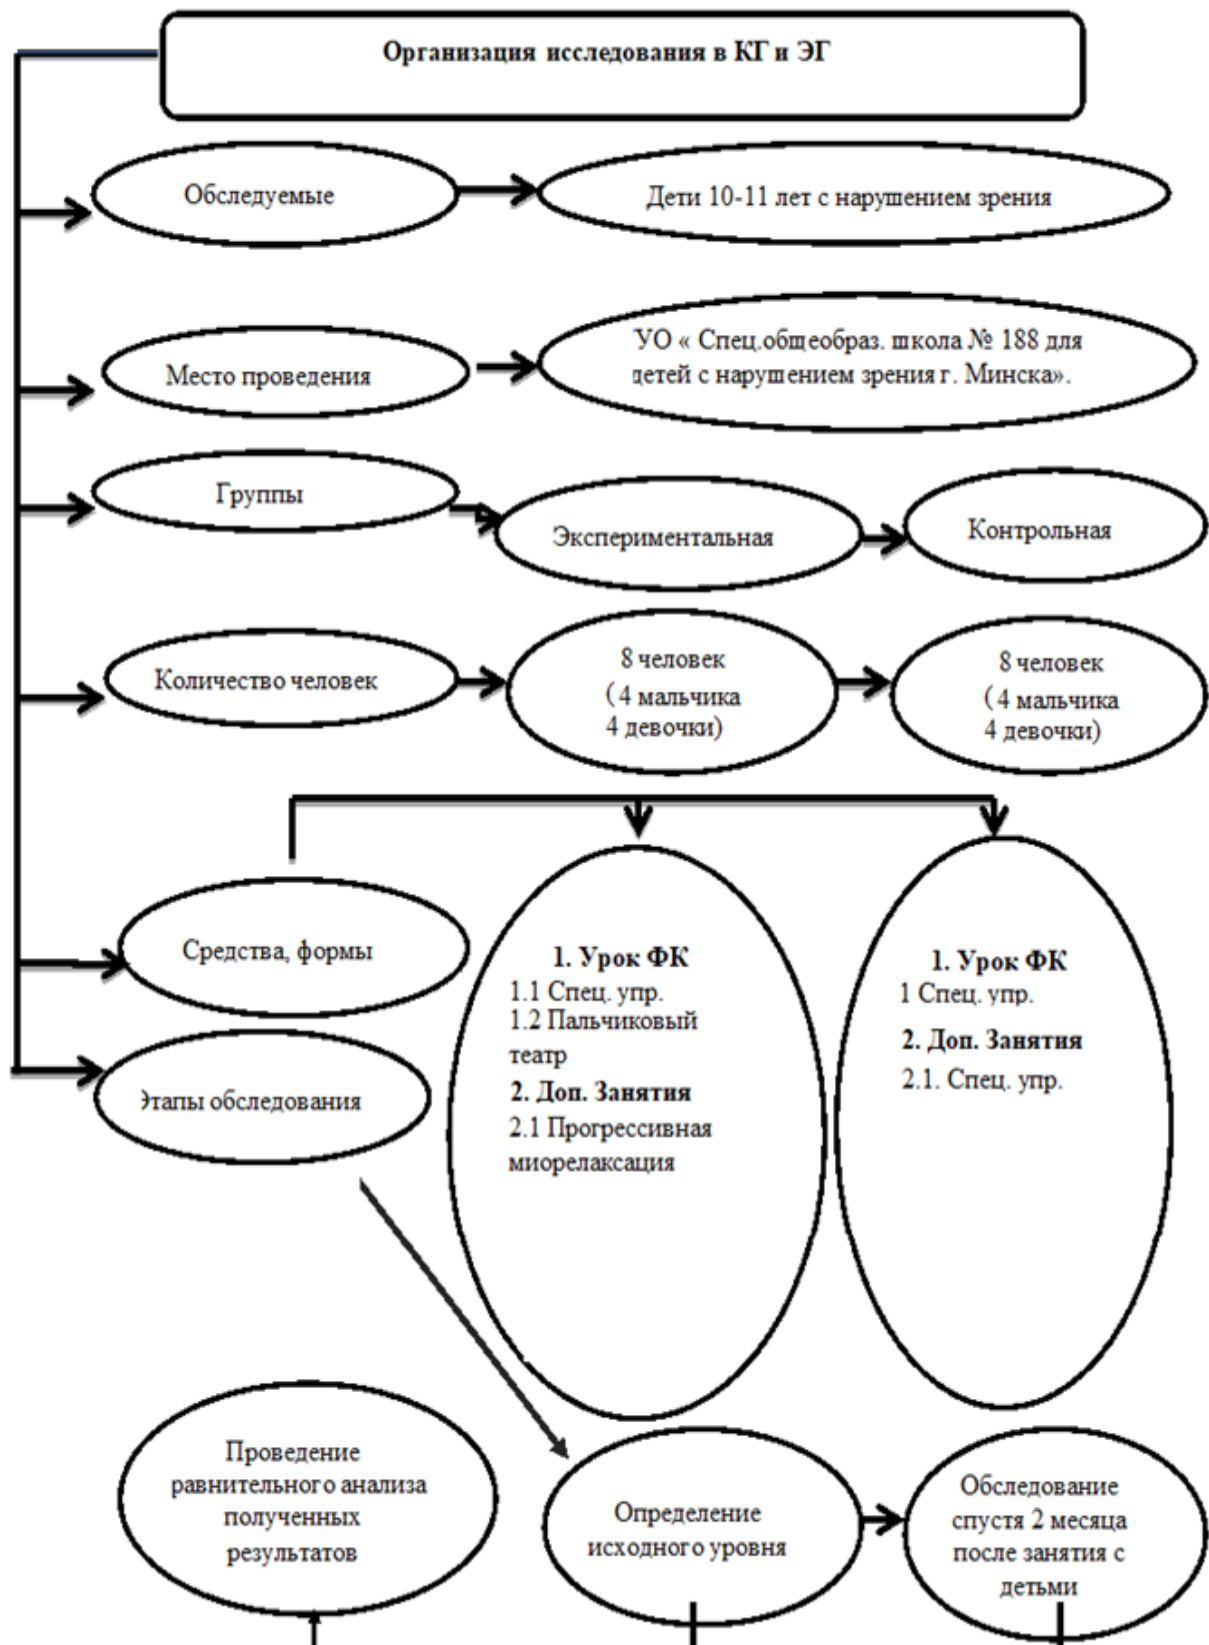 Организация исследования в КГ и ЭГ
Обследуемые
Дети 10-11 лет с нарушением зрения
Место проведения
УО « Спец.общеобраз. школа № 188 для
детей с нарушением зрения г. Минска».
Группы
Экспериментальная
Контрольная
Количество человек
8 человек
( 4 мальчика
4 девочки)
8 человек
( 4 мальчика
4 девочки)
Средства, формы
1. Урок ФК
1.1 Спец. упр.
1.2 Пальчиковый
театр
2. Доп. Занятия
2.1 Прогрессивная
миорелаксация
1. Урок ФК
1 Спец. упр.
2. Доп. Занятия
2.1. Спец. упр.
Этапы обследования
Проведение
равнительного анализа
полученных
результатов
Определение
исходного уровня
Обследование
спустя 2 месяца
после занятия с
детьми